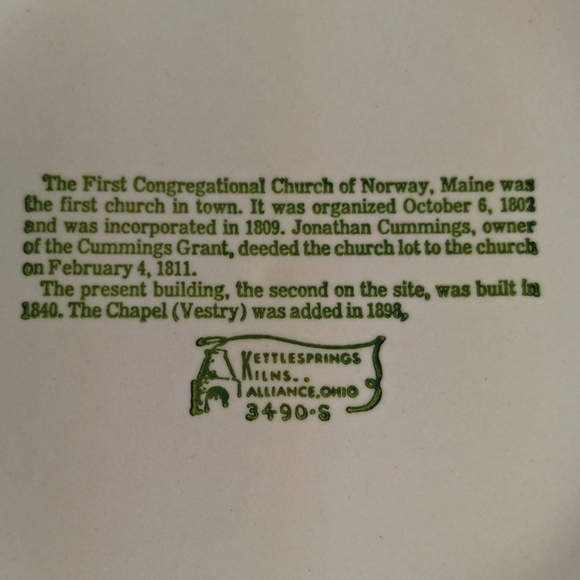 The First Congregational Church of Norway, Maine was
the first church in town. It was organized October 6, 1802
and was incorporated in 1809. Jonathan Cummings, owner
of the Cummings Grant, deeded the church lot to the church
on February 4, 1811.
The present building, the second on the site, was built in
1840. The Chapel (Vestry) was added in 1898.
KETTLESPRINGS
KILNS..
ALLIANCE, OHIO
3490-S